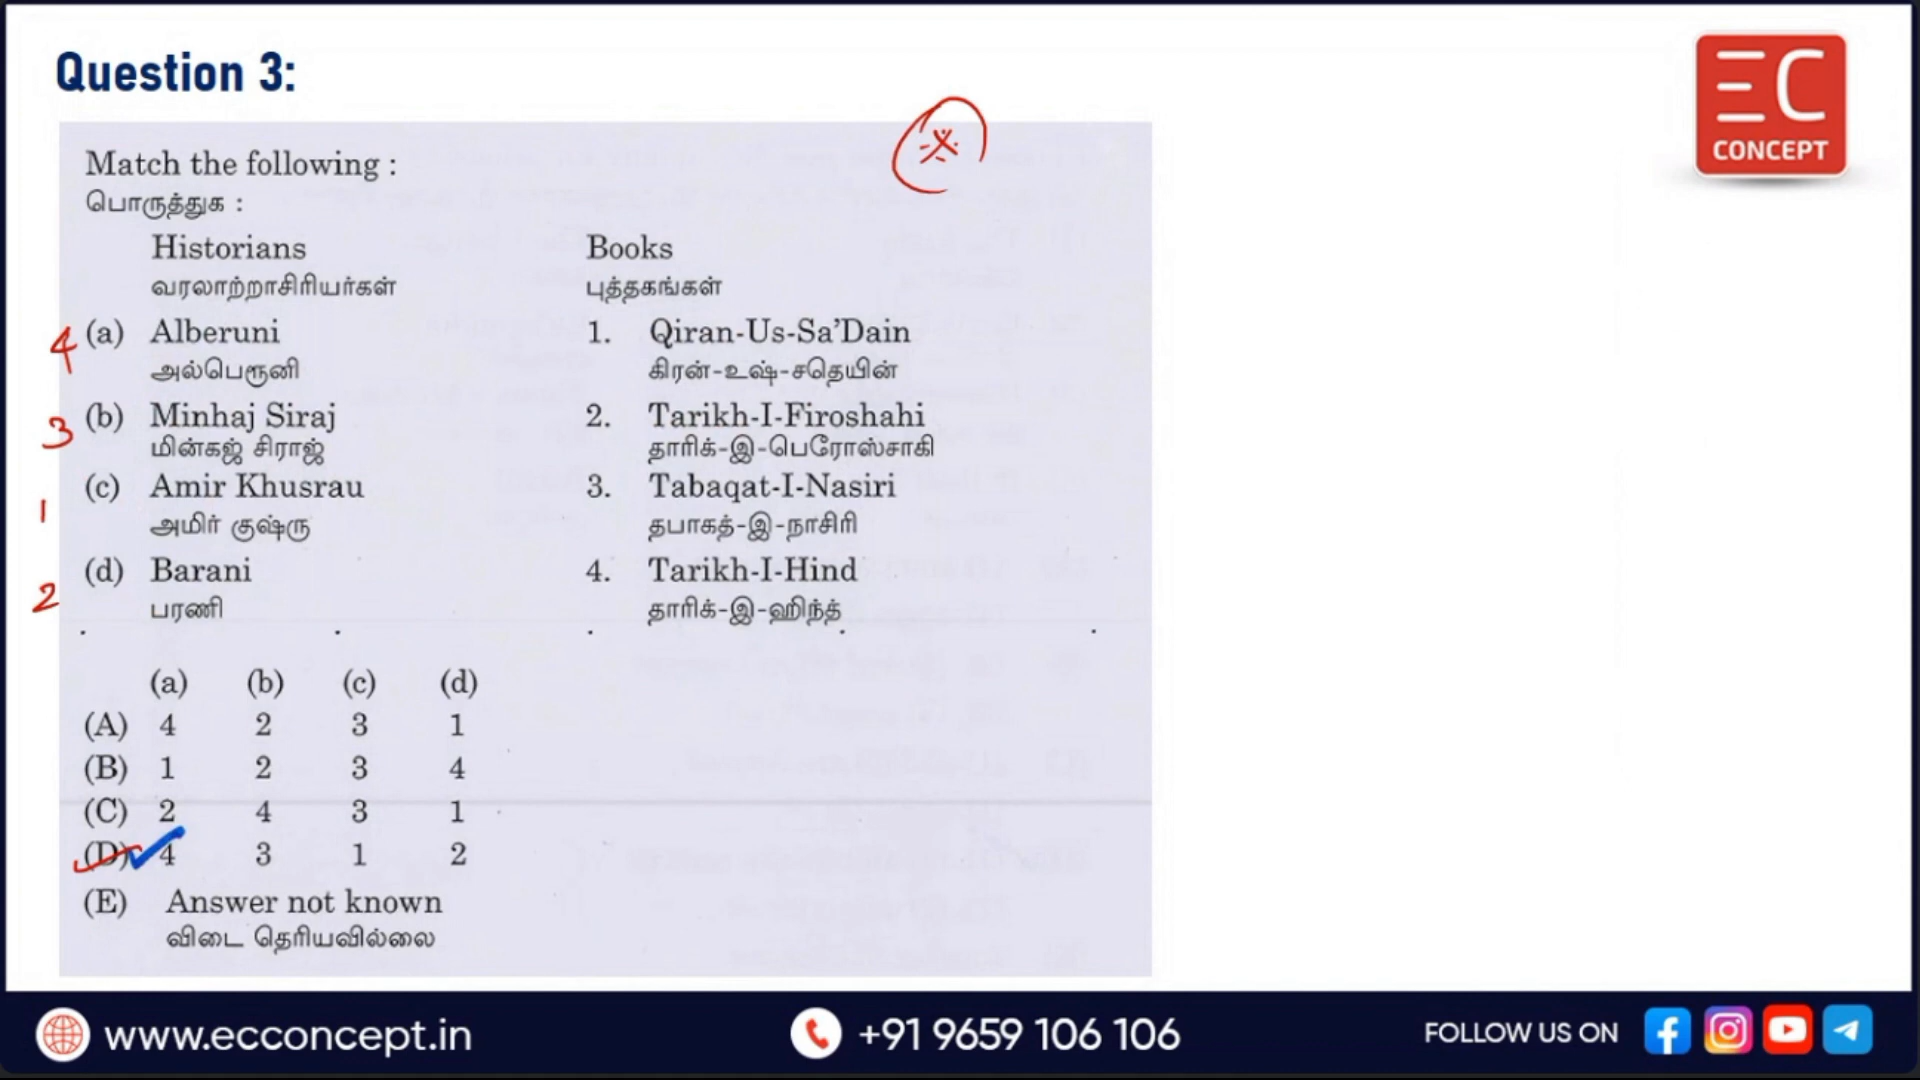 Question 3:
EC
CONCEPT
Match the following :
பொருத்துக :
Historians Books
வரலாற்றாசிரியர்கள் புத்தகங்கள்
4 (a) Alberuni 1. Qiran-Us-Sa'Dain
அல்பெரூனி கிரன்-உஷ்-சதெயின்
3 (b) Minhaj Siraj 2. Tarikh-I-Firoshahi
மின்கஜ் சிராஜ் தாரிக்-இ-பெரோஸ்சாகி
1 (c) Amir Khusrau 3. Tabaqat-I-Nasiri
அமிர் குஷ்ரு தபாகத்-இ-நாசிரி
2 (d) Barani 4. Tarikh-I-Hind
பரணி தாரிக்-இ-ஹிந்த்
(a) (b) (c) (d)
(A) 4 2 3 1
(B) 1 2 3 4
(C) 2 4 3 1
(D) 4 3 1 2
(E) Answer not known
விடை தெரியவில்லை
www.ecconcept.in +91 9659 106 106 FOLLOW US ON